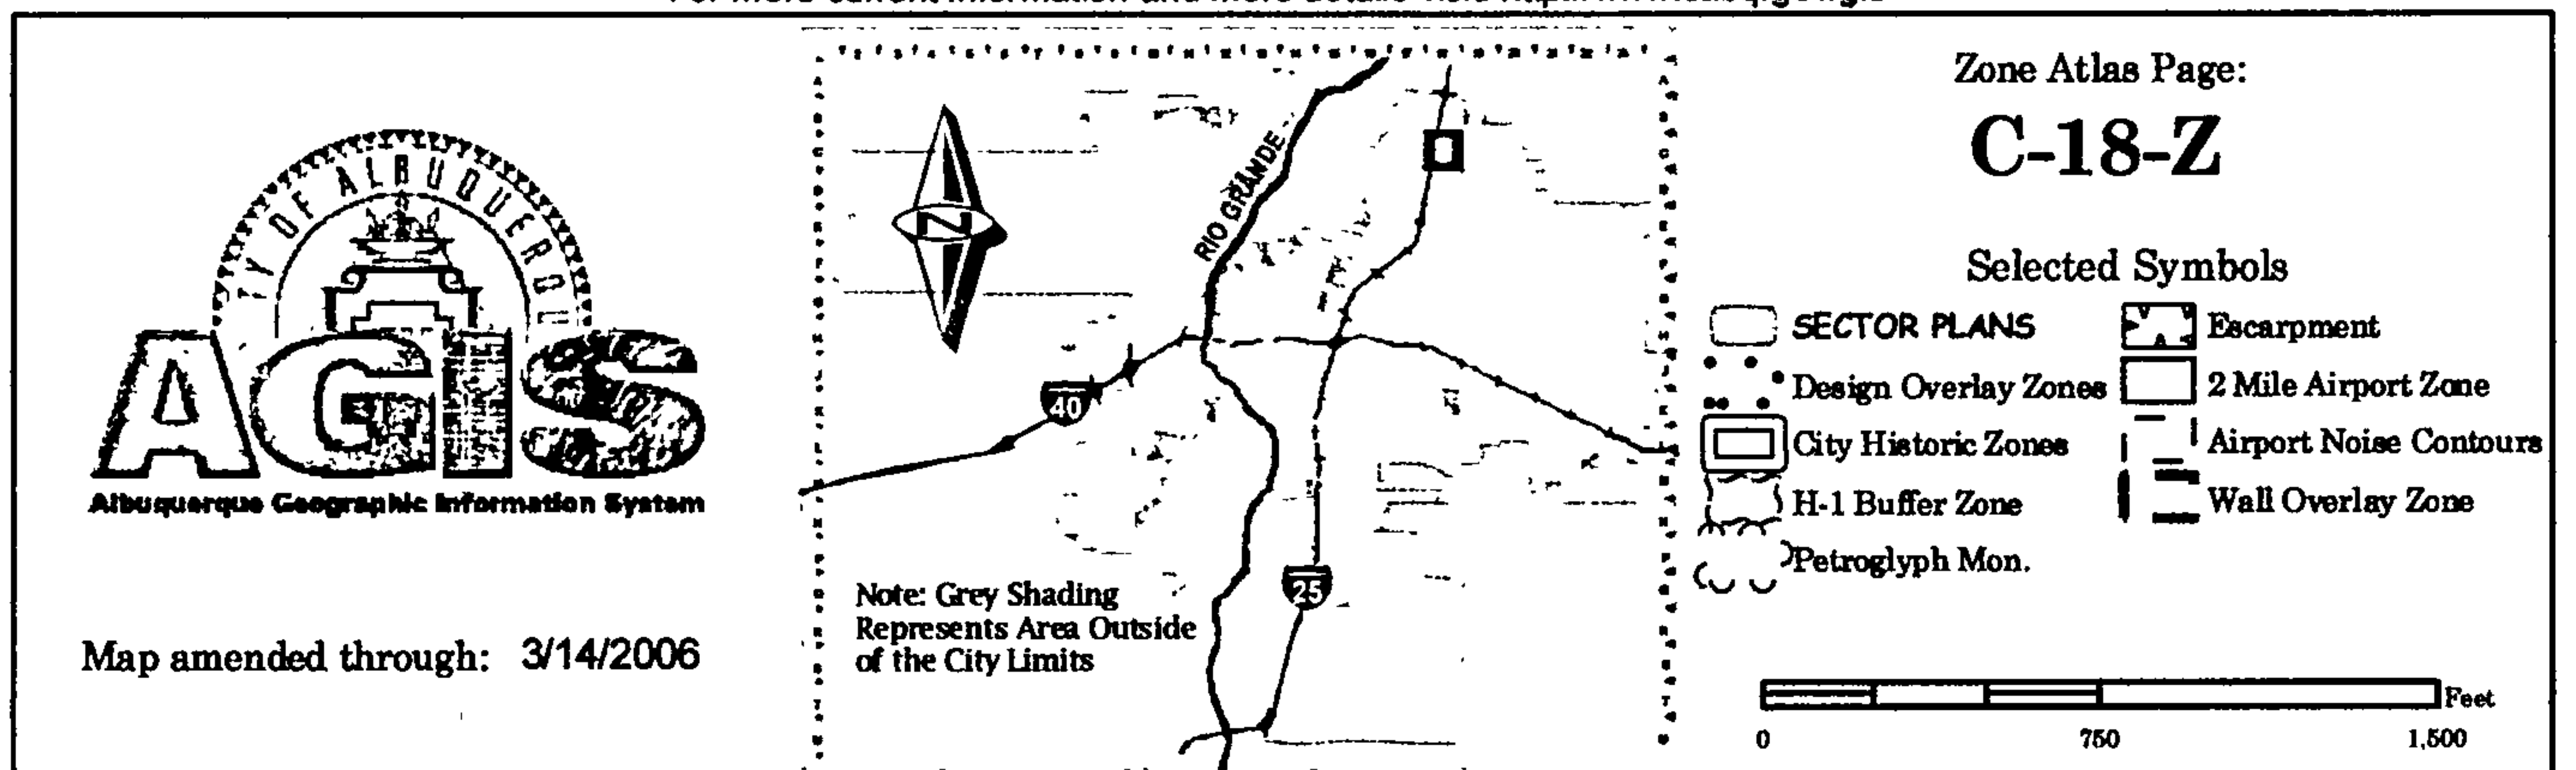 CITY OF ALBUQUERQUE
AGIS
Albuquerque Geographic Information System
Map amended through: 3/14/2006
RIO GRANDE
N
40
25
Note: Grey Shading
Represents Area Outside
of the City Limits
Zone Atlas Page:
C-18-Z
Selected Symbols
SECTOR PLANS
Escarpment
Design Overlay Zones
2 Mile Airport Zone
City Historic Zones
Airport Noise Contours
H-1 Buffer Zone
Wall Overlay Zone
Petroglyph Mon.
Feet
0 750 1,500